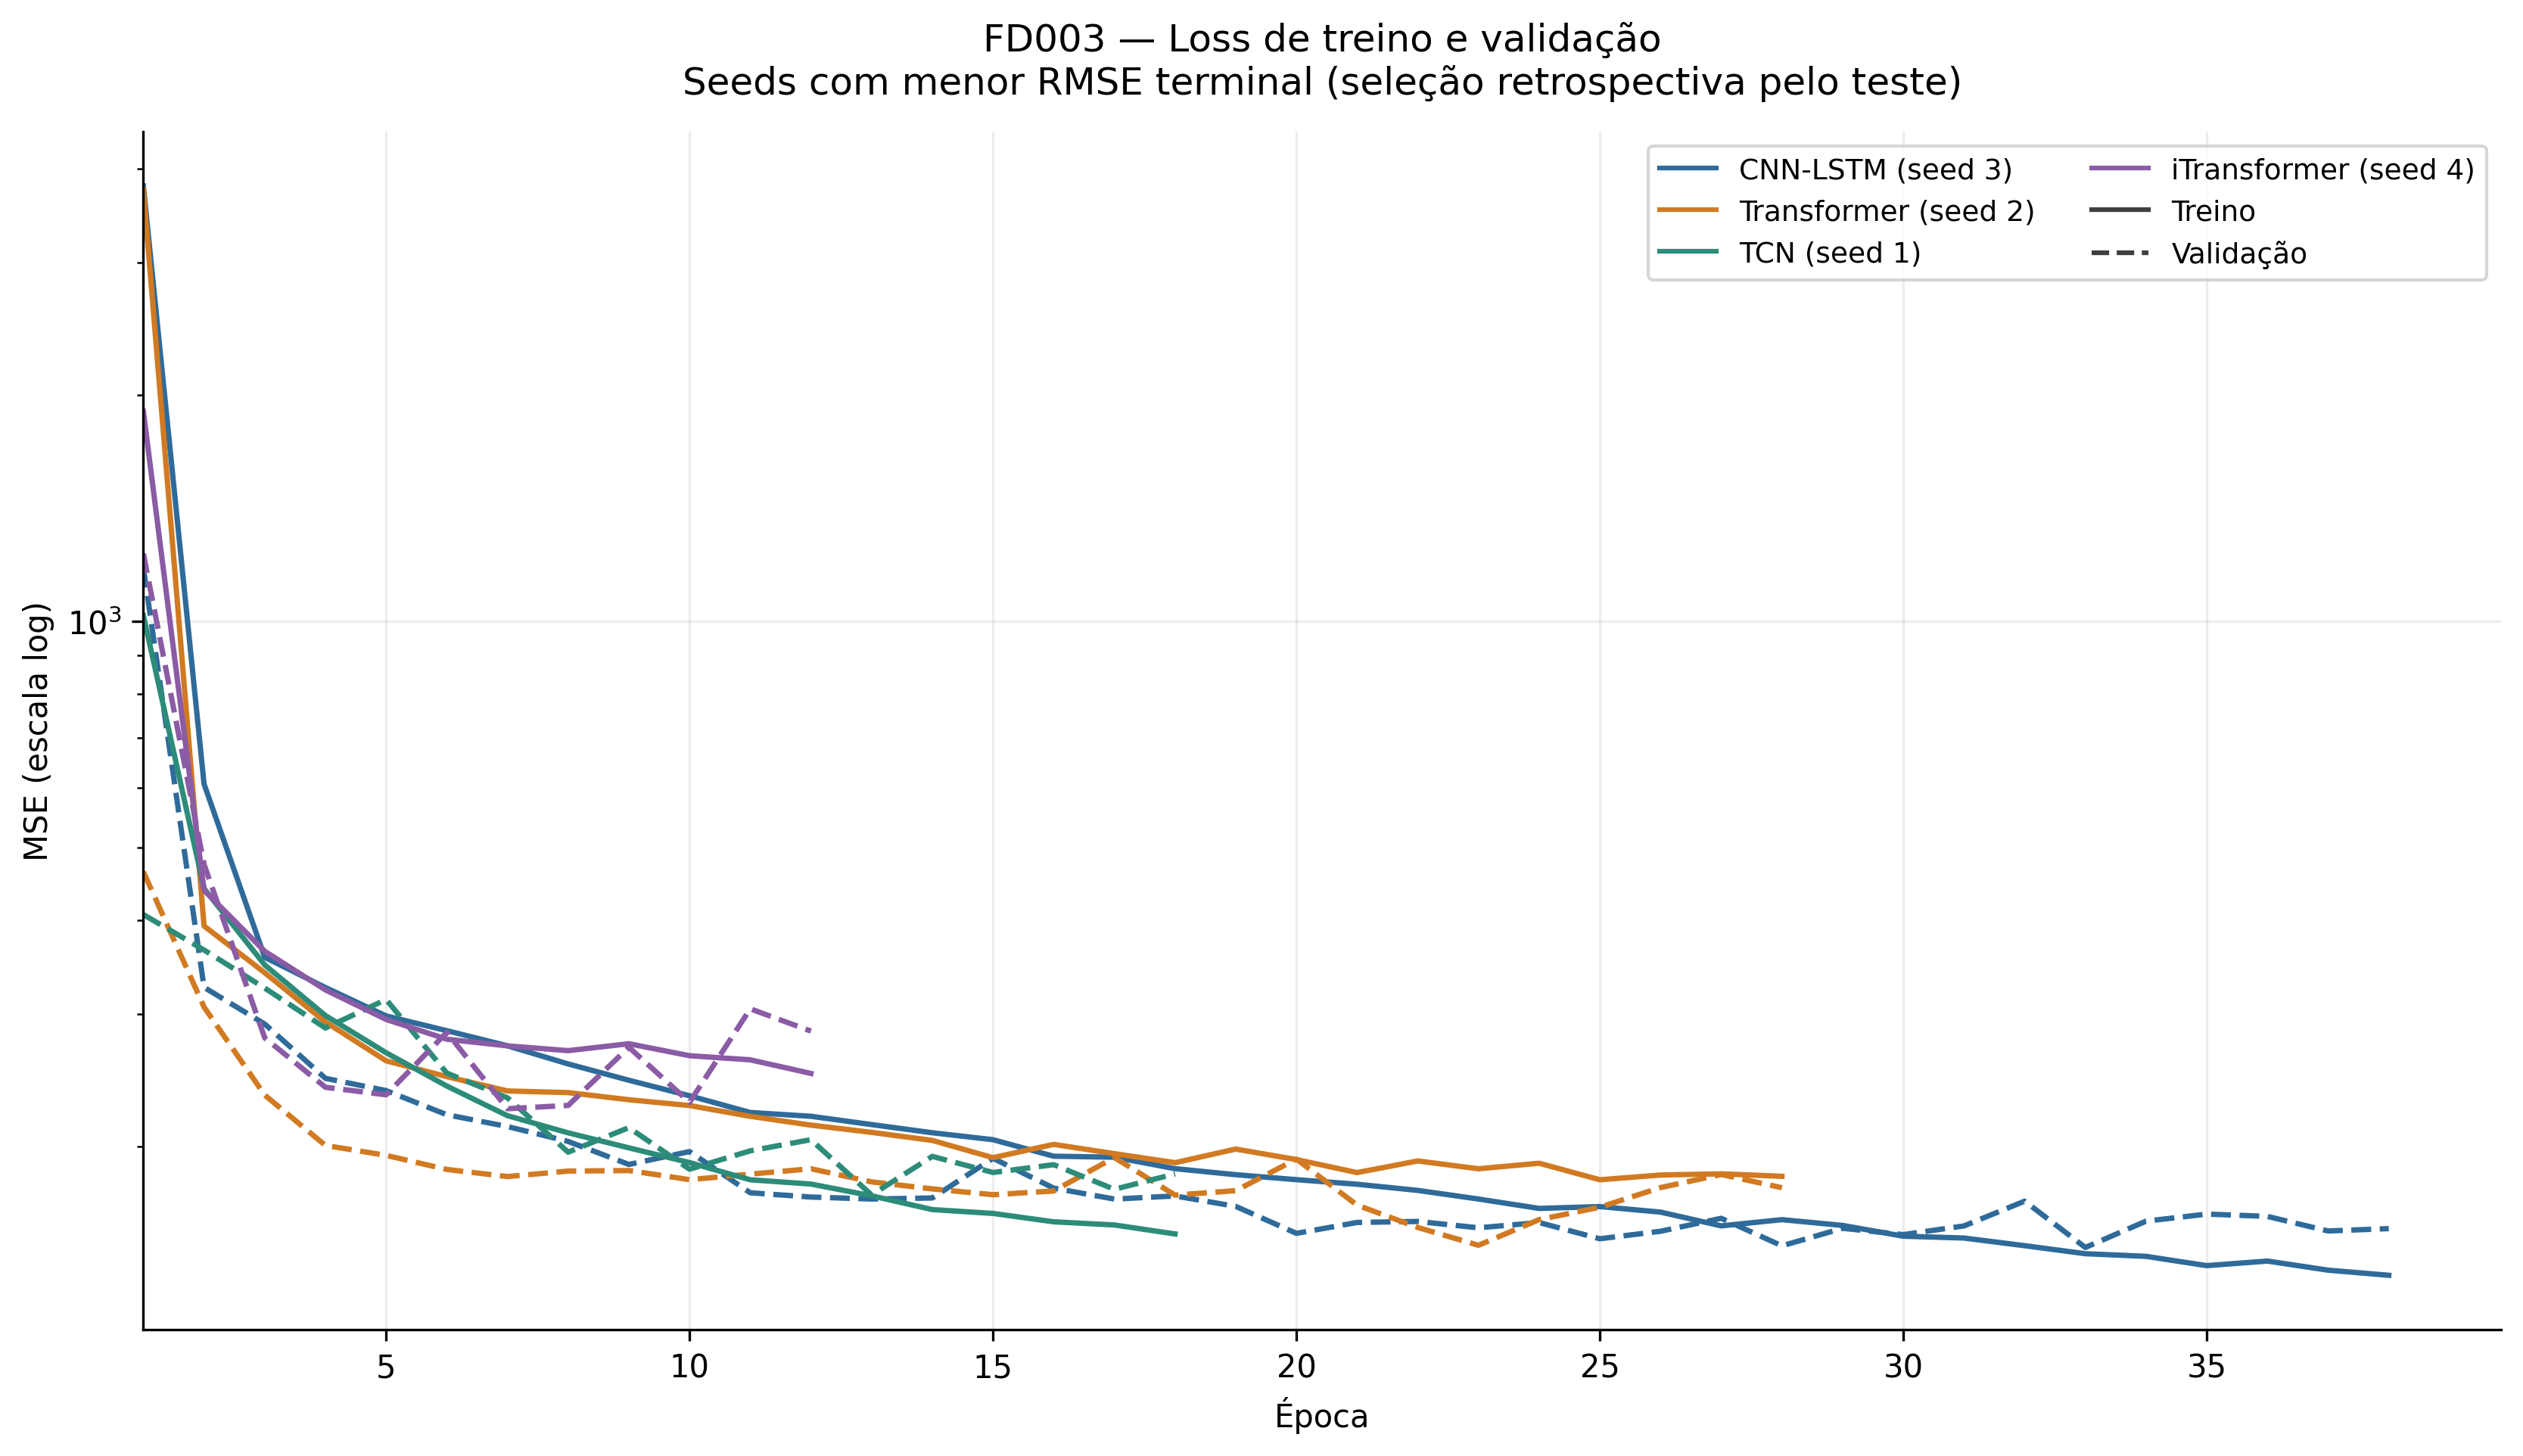 FD003 — Loss de treino e validação
Seeds com menor RMSE terminal (seleção retrospectiva pelo teste)
CNN-LSTM (seed 3)
Transformer (seed 2)
TCN (seed 1)
iTransformer (seed 4)
Treino
Validação
MSE (escala log)
10³
5 10 15 20 25 30 35
Época